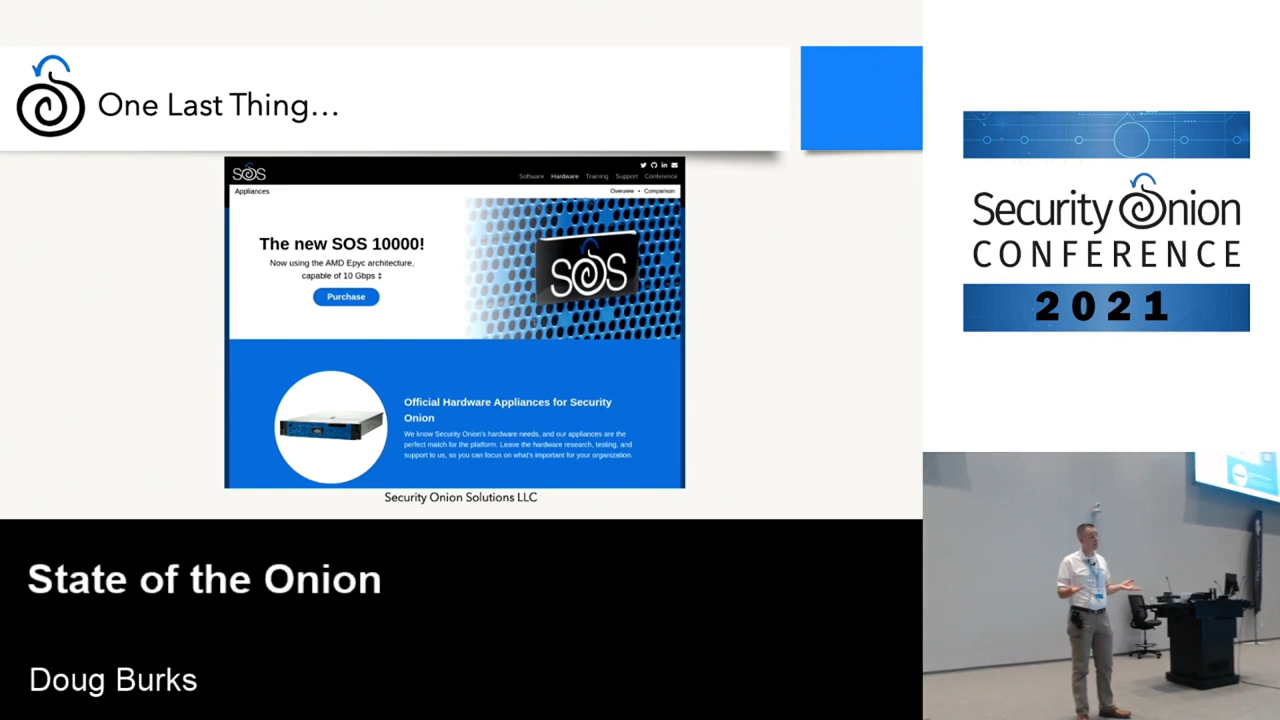 One Last Thing…
SOS
Software Hardware Training Support Conference
Appliances
Overview • Comparison
The new SOS 10000!
Now using the AMD Epyc architecture,
capable of 10 Gbps ‡
Purchase
SOS
Official Hardware Appliances for Security
Onion
We know Security Onion's hardware needs, and our appliances are the
perfect match for the platform. Leave the hardware research, testing, and
support to us, so you can focus on what's important for your organization.
Security Onion Solutions LLC
State of the Onion
Doug Burks
Security Onion
CONFERENCE
2021